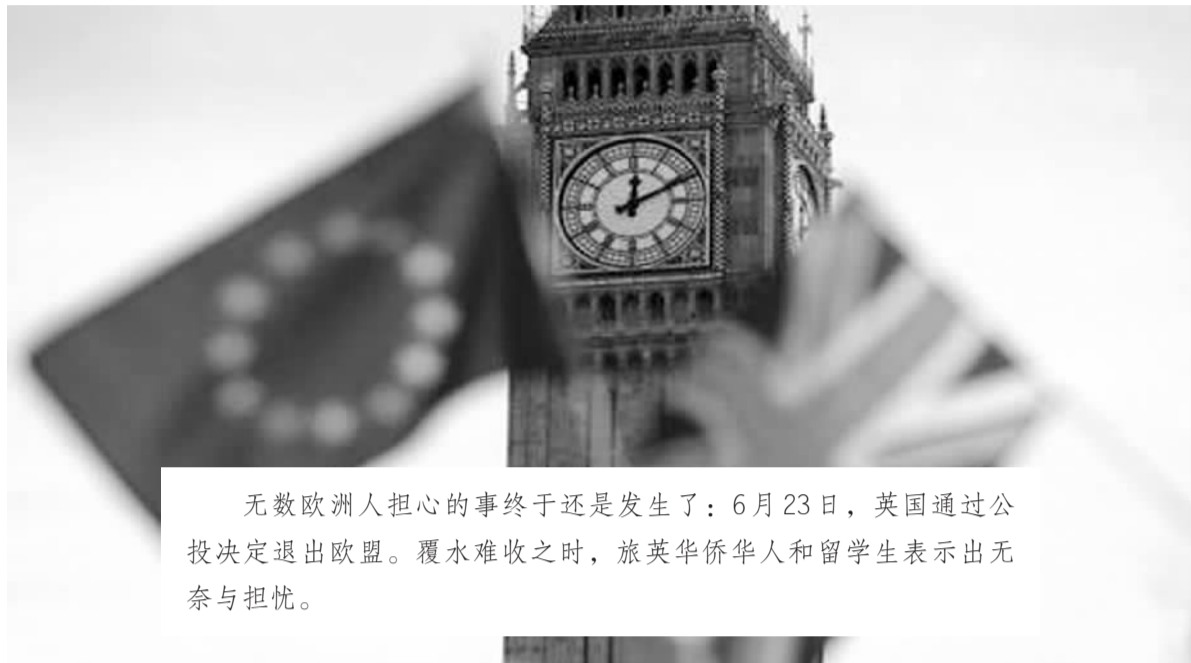 无数欧洲人担心的事终于还是发生了：6月23日，英国通过公
投决定退出欧盟。覆水难收之时，旅英华侨华人和留学生表示出无
奈与担忧。